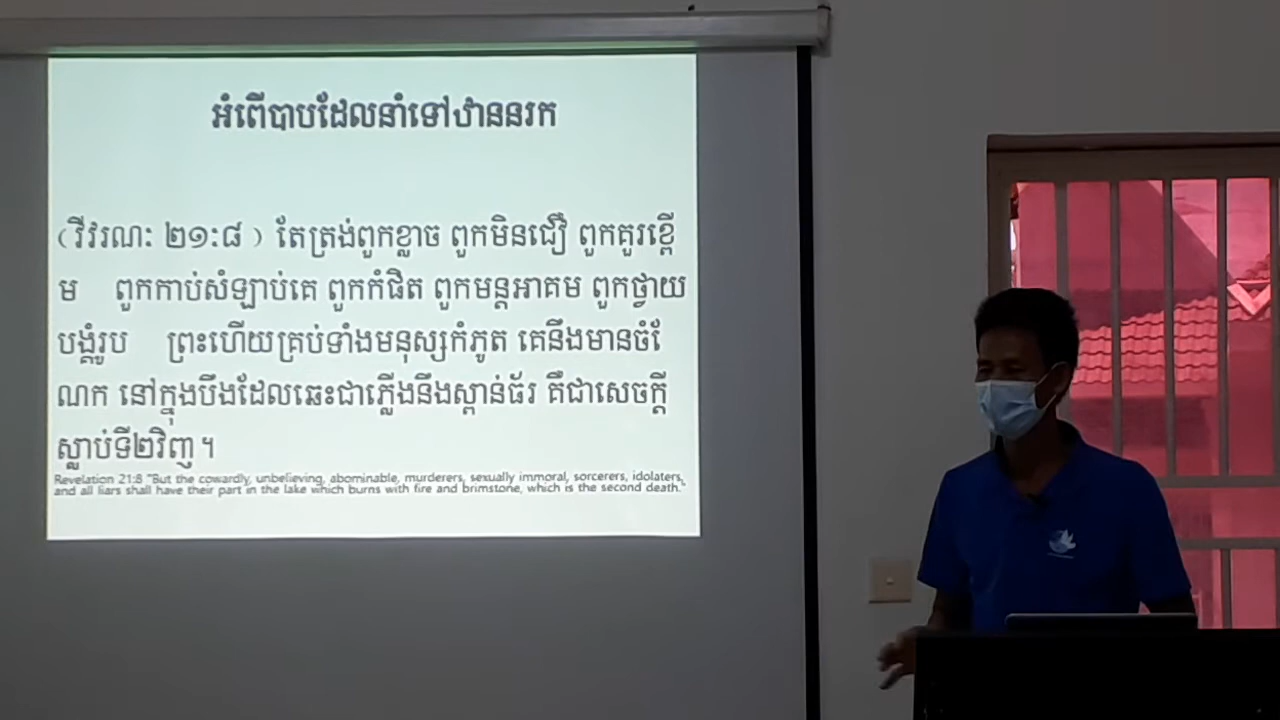 អំពើបាបដែលនាំទៅឋាននរក
(វីវរណៈ ២១ៈ៨) តែត្រង់ពួកខ្លាច ពួកមិនជឿ ពួកគួរខ្ពើ
ម ពួកកាប់សំឡាប់គេ ពួកកំផិត ពួកមន្តអាគម ពួកថ្វាយ
បង្គំរូប ព្រះហើយគ្រប់ទាំងមនុស្សកំភូត គេនឹងមានចំ
ណែក នៅក្នុងបឹងដែលឆេះជាភ្លើងនឹងស្ពាន់ធ័រ គឺជាសេចក្តី
ស្លាប់ទី២វិញ។
Revelation 21:8 "But the cowardly, unbelieving, abominable, murderers, sexually immoral, sorcerers, idolaters,
and all liars shall have their part in the lake which burns with fire and brimstone, which is the second death."